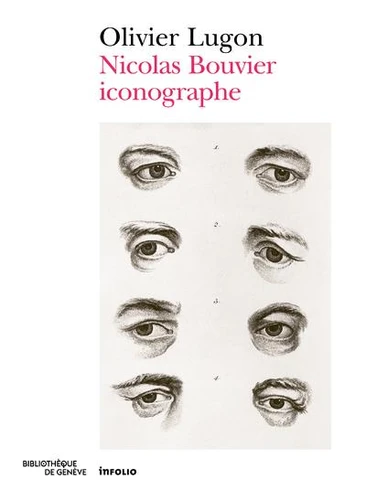 Olivier Lugon
Nicolas Bouvier
iconographe
1.
2.
3.
4.
BIBLIOTHÈQUE
DE GENÈVE
infolio